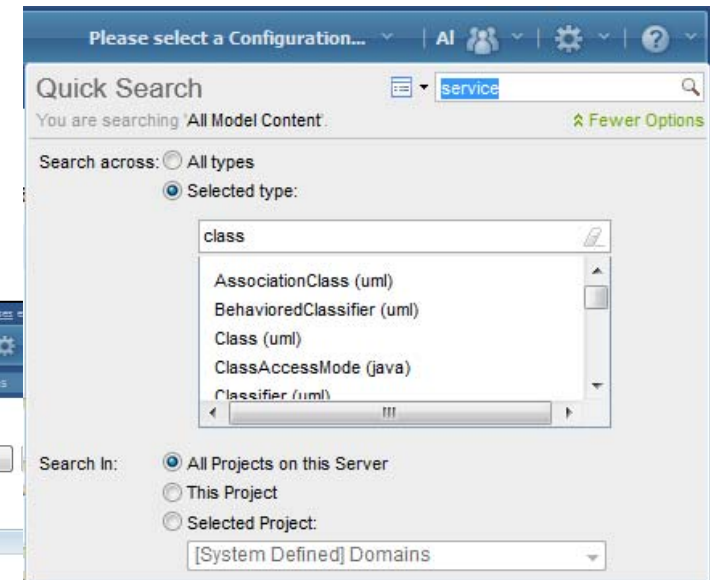 Please select a Configuration... | AI
Quick Search service
You are searching 'All Model Content'. Fewer Options
Search across: All types
Selected type:
class
AssociationClass (uml)
BehavioredClassifier (uml)
Class (uml)
ClassAccessMode (java)
Classifier (uml)
Search In: All Projects on this Server
This Project
Selected Project:
[System Defined] Domains